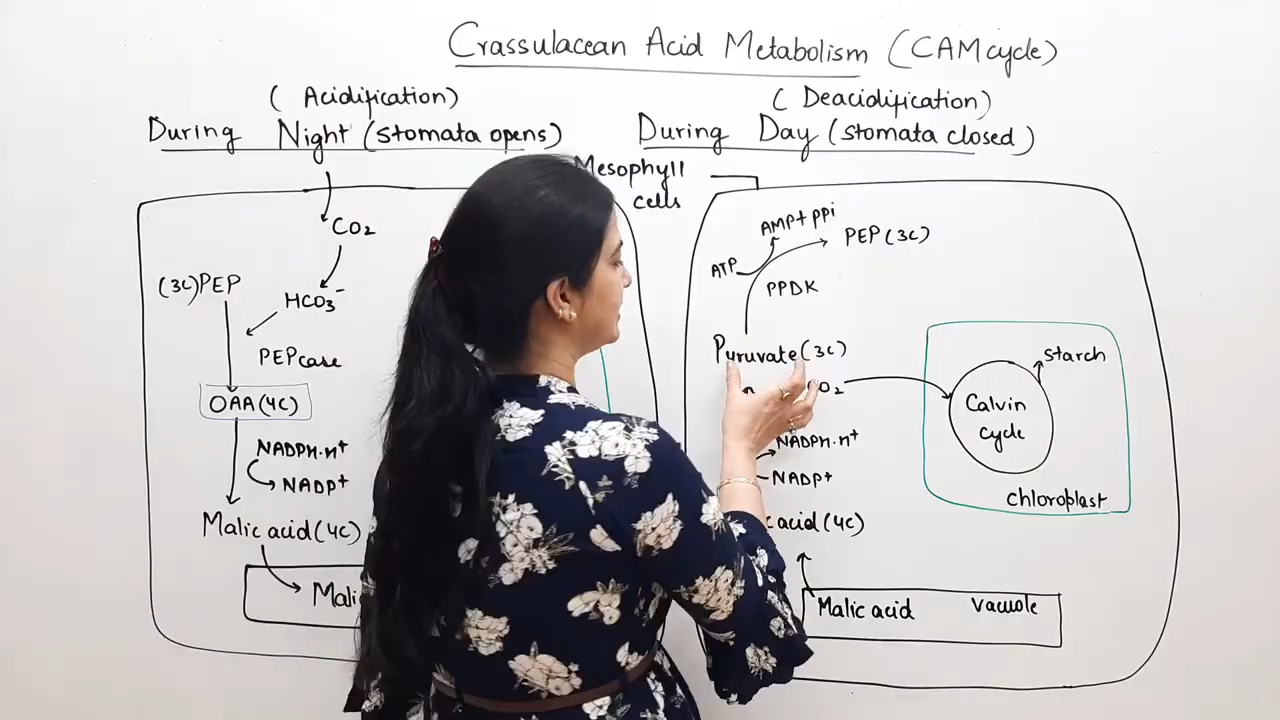 Crassulacean Acid Metabolism (CAM cycle)
( Acidification)
During Night (stomata opens)
CO₂
(3C)PEP
HCO₃⁻
PEPcase
OAA(4C)
NADPH.H⁺
NADP⁺
Malic acid(4C)
( Deacidification)
During Day (stomata closed)
Mesophyll
cells
AMP+PPi
PEP(3C)
ATP
PPDK
Pyruvate(3C)
CO₂
starch
Calvin
cycle
NADPH.H⁺
NADP⁺
chloroplast
acid(4C)
Malic acid vacuole